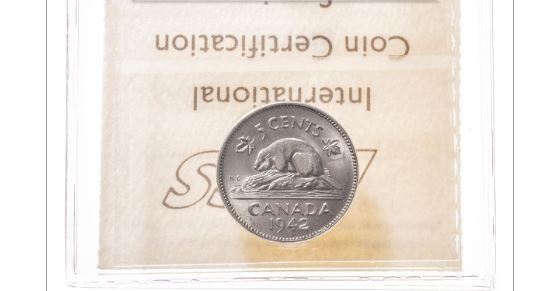 Coin Certification
International
5 CENTS
K G
CANADA
1942